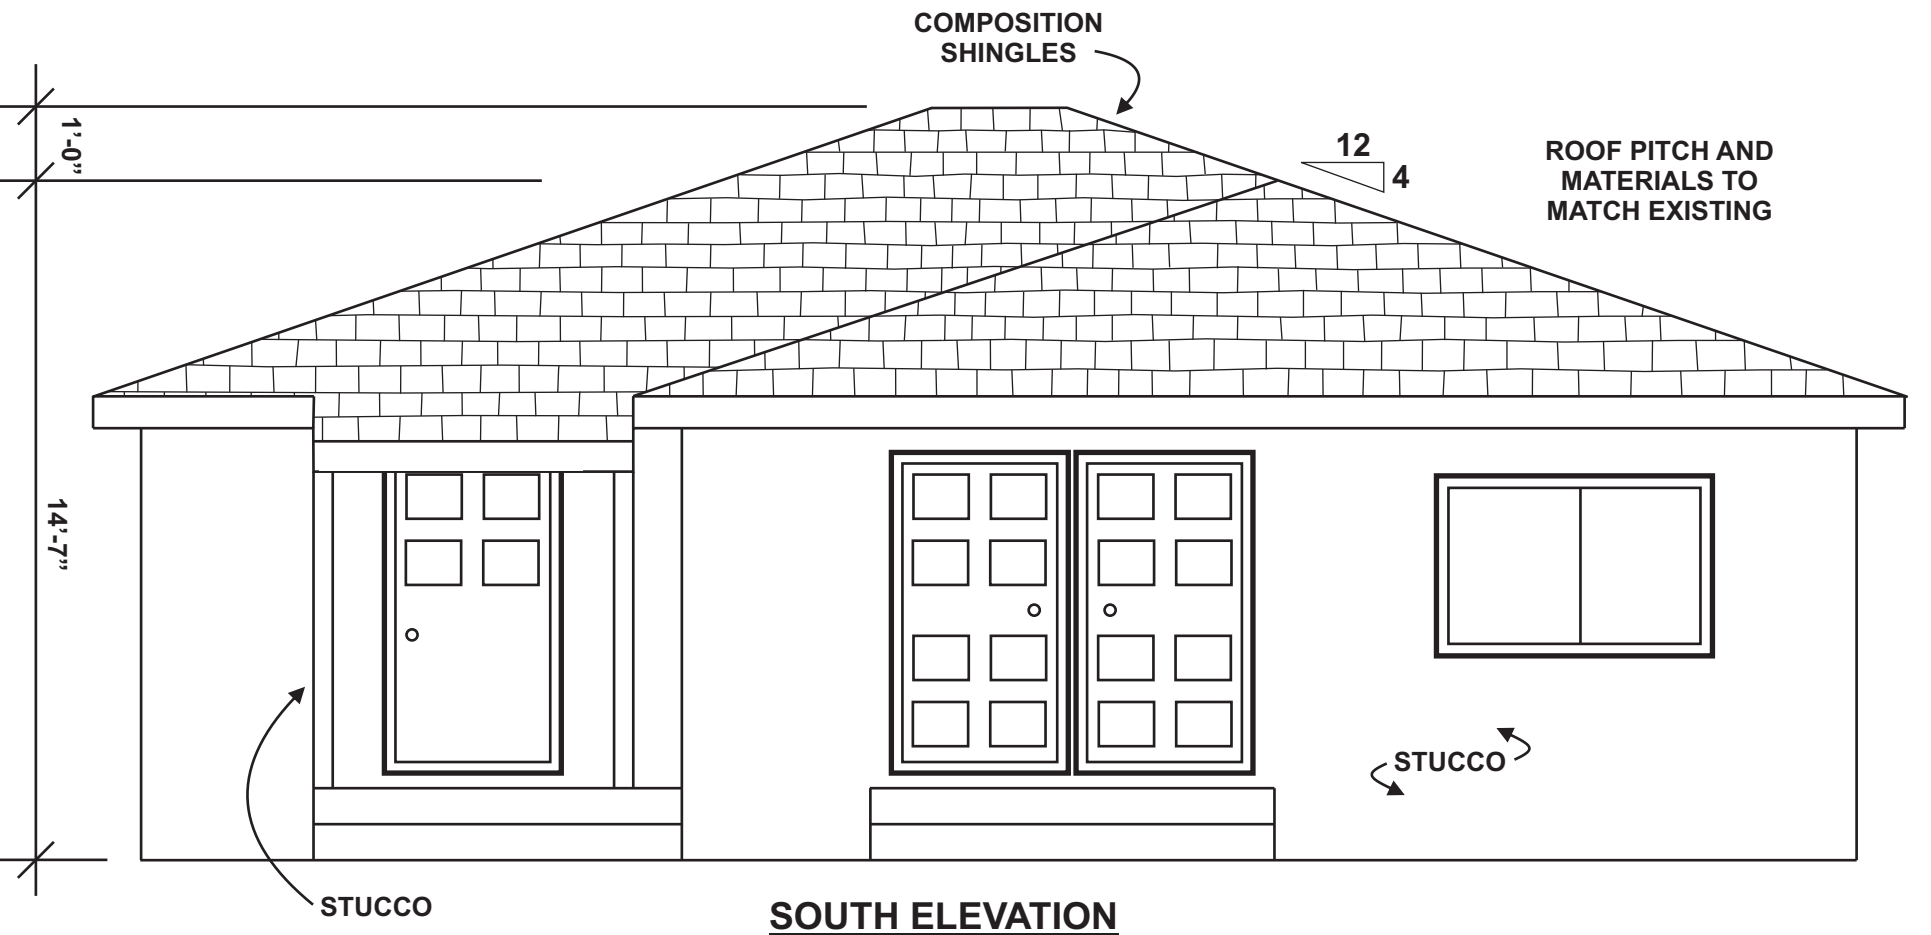 COMPOSITION
SHINGLES
1’-0”
12
4
ROOF PITCH AND
MATERIALS TO
MATCH EXISTING
14’-7”
STUCCO
STUCCO
SOUTH ELEVATION